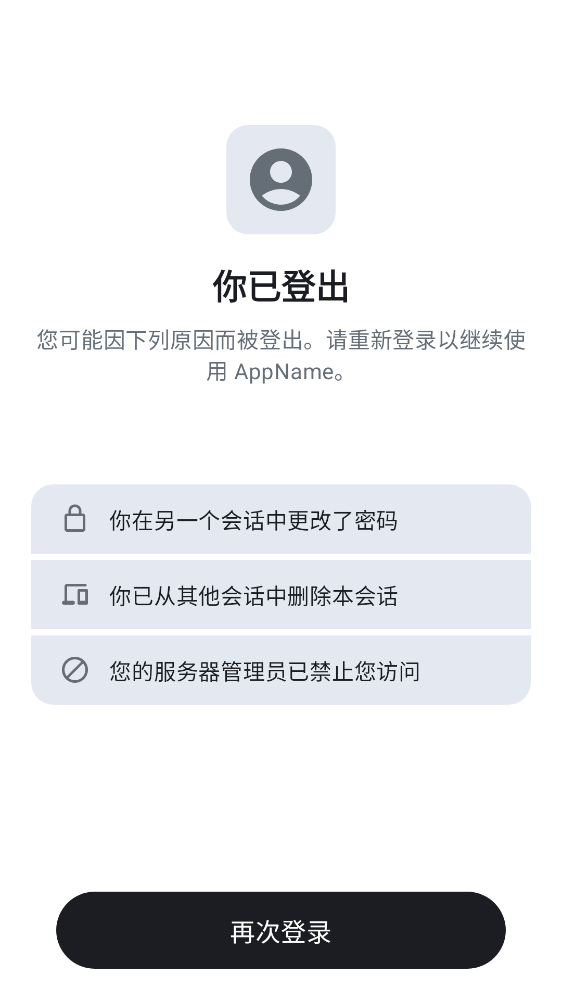 你已登出
您可能因下列原因而被登出。请重新登录以继续使
用 AppName。
你在另一个会话中更改了密码
你已从其他会话中删除本会话
您的服务器管理员已禁止您访问
再次登录